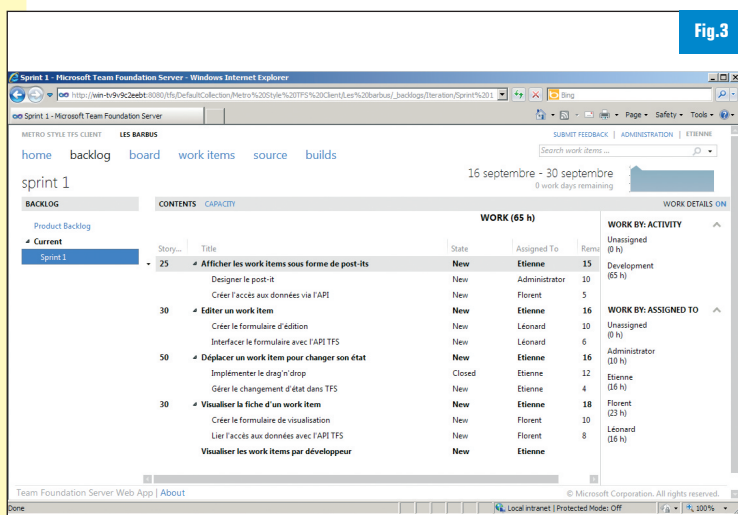 Fig.3
Sprint 1 - Microsoft Team Foundation Server - Windows Internet Explorer
http://win-tv9v9c2eebt:8080/tfs/DefaultCollection/Metro%20Style%20TFS%20Client/Les%20barbus/_backlogs/Iteration/Sprint%201
Bing
Sprint 1 - Microsoft Team Foundation Server
Page Safety Tools
METRO STYLE TFS CLIENT LES BARBUS
SUBMIT FEEDBACK | ADMINISTRATION | ETIENNE
home backlog board work items source builds
Search work items ...
sprint 1
16 septembre - 30 septembre
0 work days remaining
BACKLOG
CONTENTS CAPACITY
WORK DETAILS ON
Product Backlog
Current
Sprint 1
WORK (65 h)
Story... Title State Assigned To Rema
25 Afficher les work items sous forme de post-its New Etienne 15
Designer le post-it New Administrator 10
Créer l'accès aux données via l'API New Florent 5
30 Editer un work item New Etienne 16
Créer le formulaire d'édition New Léonard 10
Interfacer le formulaire avec l'API TFS New Léonard 6
50 Déplacer un work item pour changer son état New Etienne 16
Implémenter le drag'n'drop Closed Etienne 12
Gérer le changement d'état dans TFS New Etienne 4
30 Visualiser la fiche d'un work item New Etienne 18
Créer le formulaire de visualisation New Florent 10
Lier l'accès aux données avec l'API TFS New Florent 8
Visualiser les work items par développeur New Etienne
WORK BY: ACTIVITY
Unassigned
(0 h)
Development
(65 h)
WORK BY: ASSIGNED TO
Unassigned
(0 h)
Administrator
(10 h)
Etienne
(16 h)
Florent
(23 h)
Léonard
(16 h)
Team Foundation Server Web App | About
© Microsoft Corporation. All rights reserved.
Done
Local intranet | Protected Mode: Off
100%